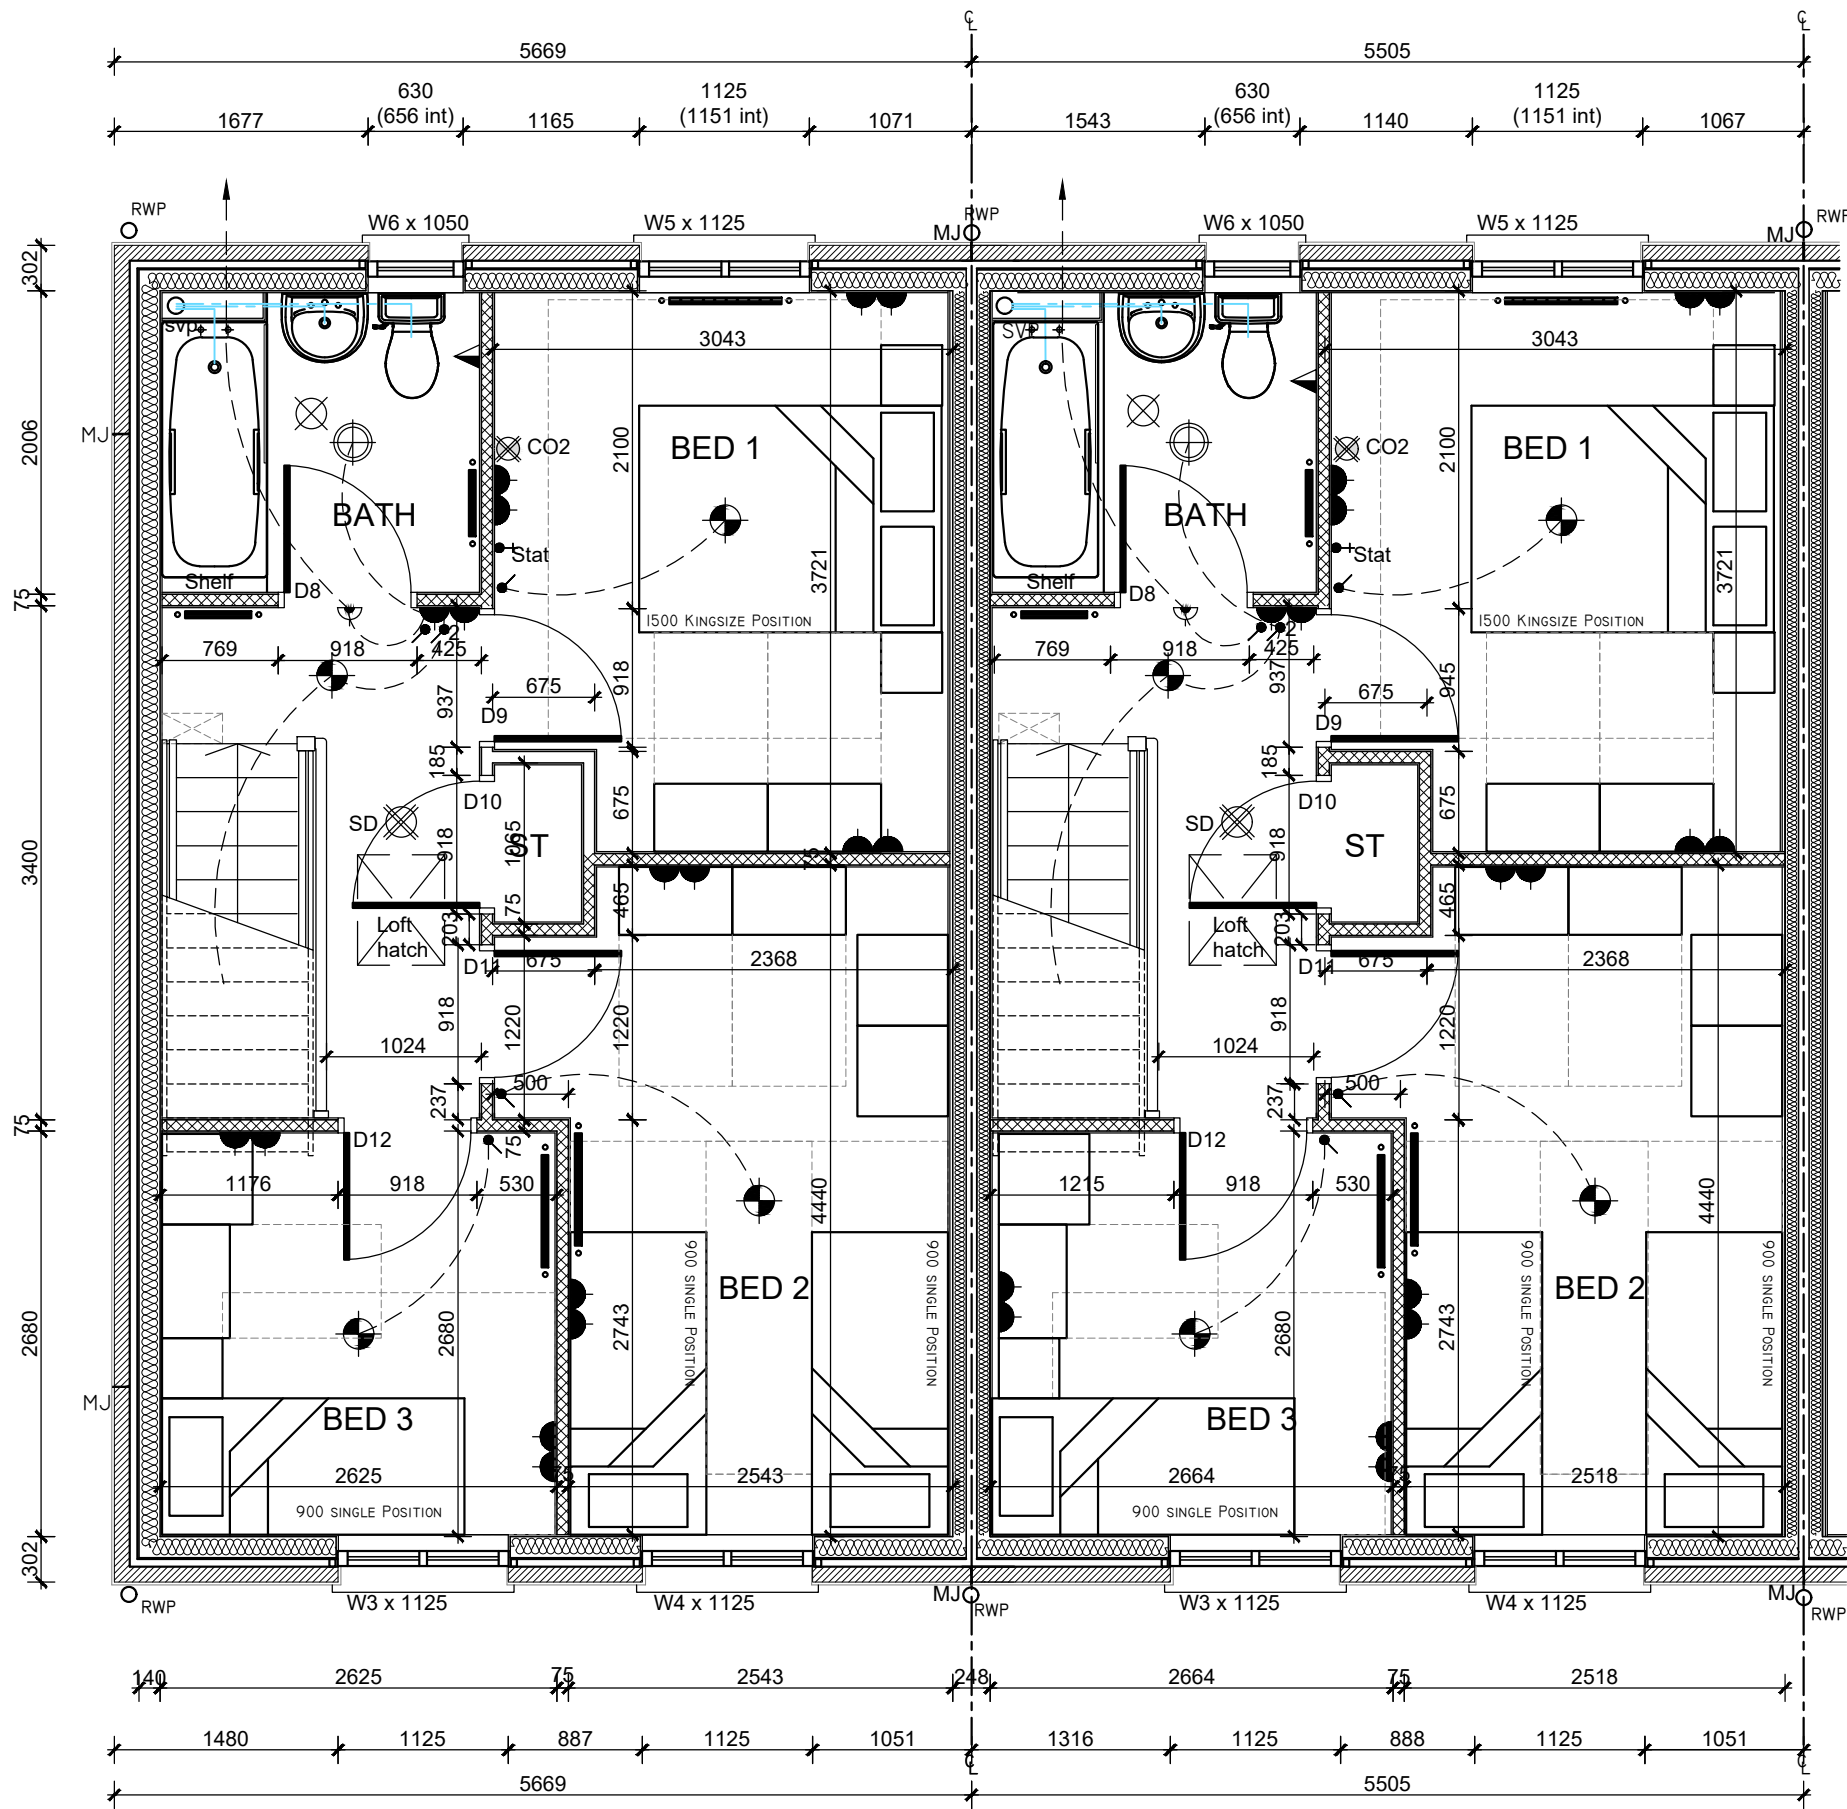 ℄ ℄
5669 5505
630 1125 630 1125
(656 int) (1151 int) (656 int) (1151 int)
1677 1165 1071 1543 1140 1067
RWP RWP RWP
W6 x 1050 W5 x 1125 MJ W6 x 1050 W5 x 1125 MJ
302
svp SVP
3043 3043
MJ 2006 2100 BED 1 2100 BED 1
CO2 CO2
BATH BATH
Stat Stat
3721 3721
Shelf D8 Shelf D8
75
1500 KINGSIZE POSITION 1500 KINGSIZE POSITION
2 2
769 918 425 769 918 425
937 675 918 937 675 945
D9 D9
185 185
D10 D10
SD 918 1065 ST 675 SD 918 ST 675
3400 75
Loft hatch 203 75 465 Loft hatch 203 465
D11 675 2368 D11 675 2368
918 1220 1220 918 1220
1024 1024
237 500 237 500
75 D12 75 D12
1176 918 530 1215 918 530
4440 4440
900 SINGLE POSITION 900 SINGLE POSITION 900 SINGLE POSITION 900 SINGLE POSITION
BED 2 BED 2
2680 2680 2743 2680 2743
MJ BED 3 BED 3
2625 75 2543 2664 75 2518
900 SINGLE POSITION 900 SINGLE POSITION
302
RWP W3 x 1125 W4 x 1125 MJ RWP W3 x 1125 W4 x 1125 MJ RWP
140 2625 75 2543 248 2664 75 2518
1480 1125 887 1125 1051 1316 1125 888 1125 1051
℄ ℄
5669 5505